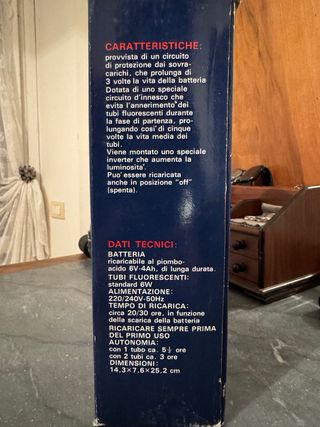 CARATTERISTICHE:
provvista di un circuito
di protezione dai sovra-
carichi, che prolunga di
3 volte la vita della batteria
Dotata di uno speciale
circuito d'innesco che
evita l'annerimento dei
tubi fluorescenti durante
la fase di partenza, pro-
lungando così di cinque
volte la vita media dei
tubi.
Viene montato uno speciale
inverter che aumenta la
luminosita'.
Puo' essere ricaricata
anche in posizione "off"
(spenta).
DATI TECNICI:
BATTERIA
ricaricabile al piombo-
acido 6V-4Ah, di lunga durata.
TUBI FLUORESCENTI:
standard 6W
ALIMENTAZIONE:
220/240V-50Hz
TEMPO DI RICARICA:
circa 20/30 ore, in funzione
della scarica della batteria
RICARICARE SEMPRE PRIMA
DEL PRIMO USO
AUTONOMIA:
con 1 tubo ca. 5½ ore
con 2 tubi ca. 3 ore
DIMENSIONI:
14,3×7,6×25,2 cm